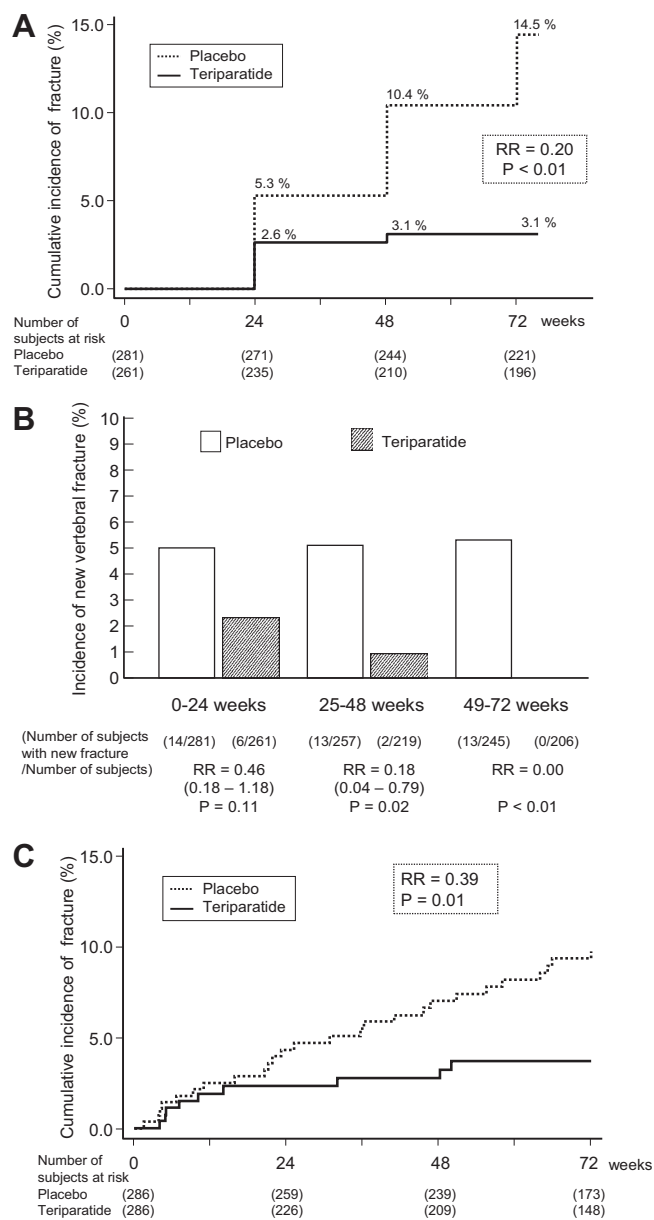 A
15.0
Cumulative incidence of fracture (%)
10.0
5.0
0.0
Placebo
Teriparatide
14.5 %
10.4 %
5.3 %
2.6 %
3.1 %
3.1 %
RR = 0.20
P < 0.01
0 24 48 72 weeks
Number of
subjects at risk
Placebo (281) (271) (244) (221)
Teriparatide (261) (235) (210) (196)
B
Incidence of new vertebral fracture (%)
10
9
8
7
6
5
4
3
2
1
0
Placebo Teriparatide
0-24 weeks 25-48 weeks 49-72 weeks
(Number of subjects
with new fracture
/Number of subjects)
(14/281) (6/261) (13/257) (2/219) (13/245) (0/206)
RR = 0.46 RR = 0.18 RR = 0.00
(0.18 – 1.18) (0.04 – 0.79)
P = 0.11 P = 0.02 P < 0.01
C
15.0
Cumulative incidence of fracture (%)
10.0
5.0
0.0
Placebo
Teriparatide
RR = 0.39
P = 0.01
0 24 48 72 weeks
Number of
subjects at risk
Placebo (286) (259) (239) (173)
Teriparatide (286) (226) (209) (148)